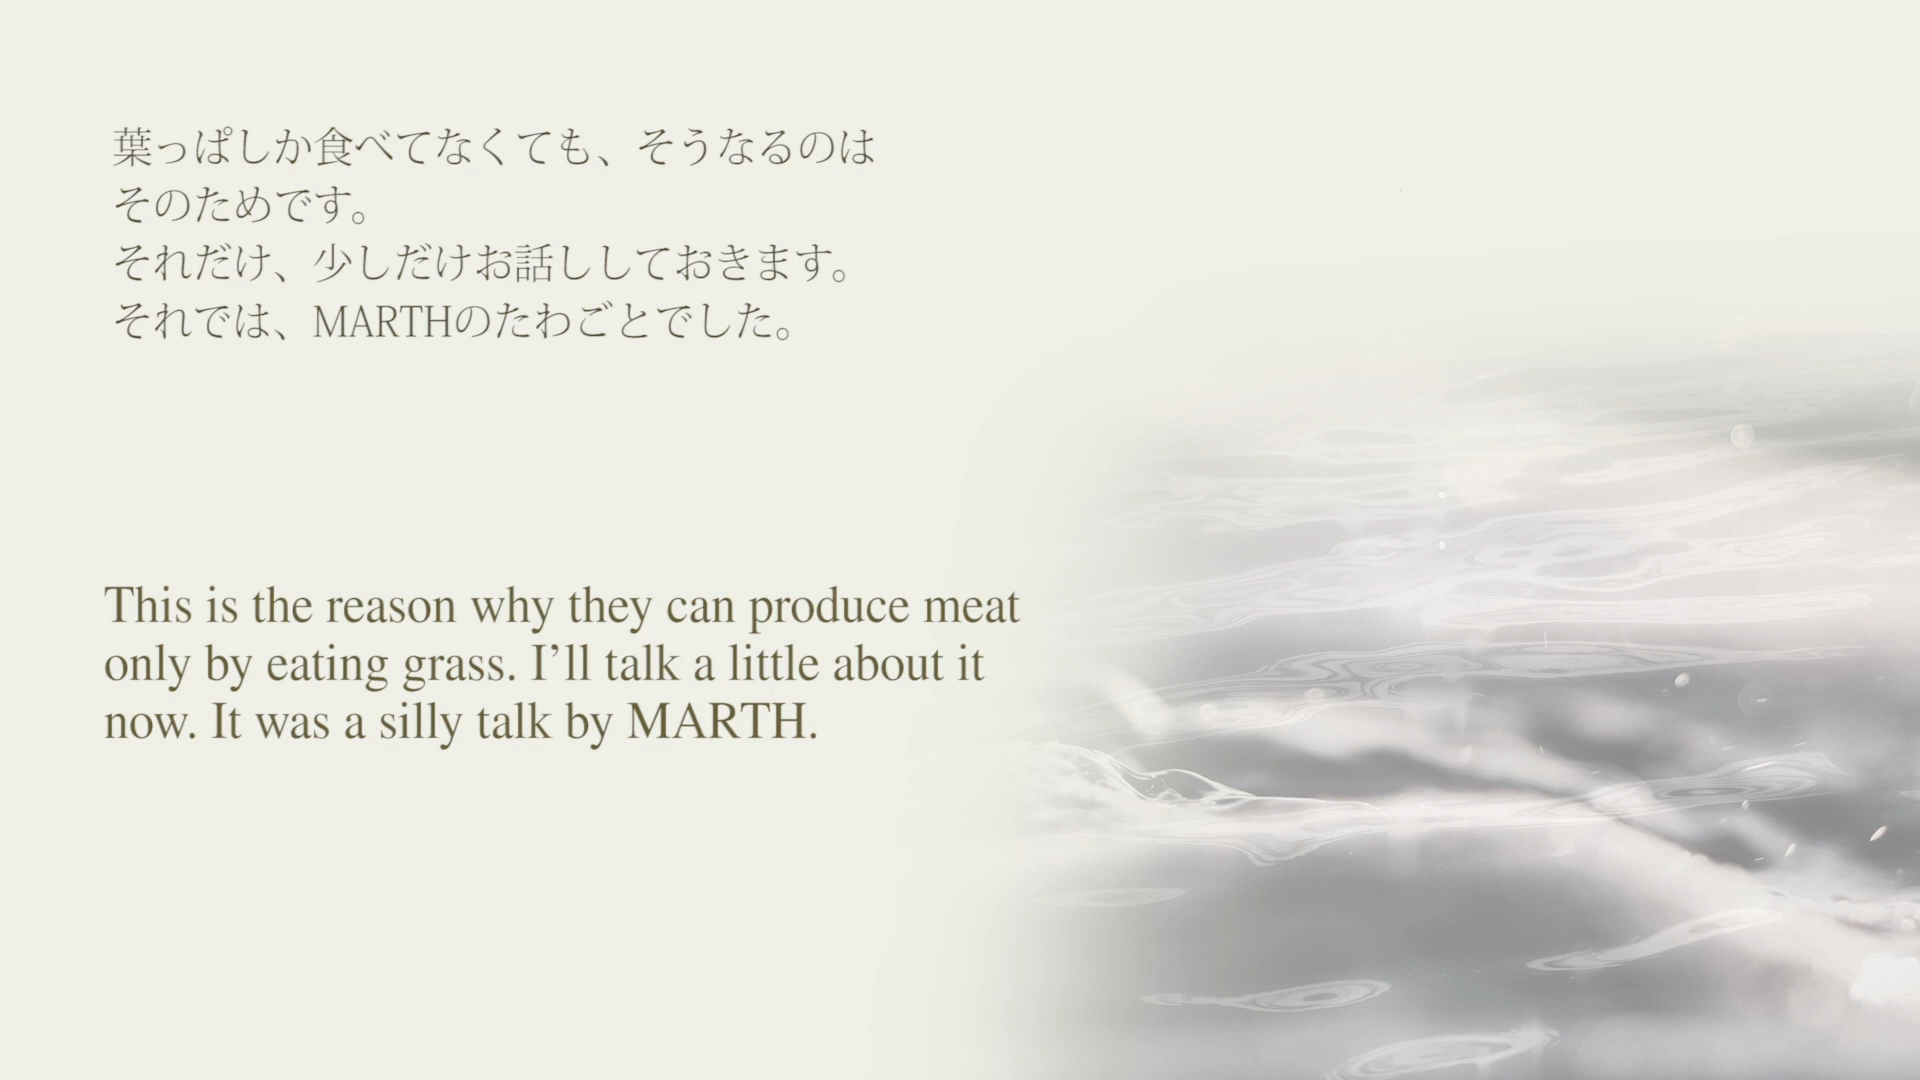 葉っぱしか食べてなくても、そうなるのは
そのためです。
それだけ、少しだけお話ししておきます。
それでは、MARTHのたわごとでした。
This is the reason why they can produce meat
only by eating grass. I’ll talk a little about it
now. It was a silly talk by MARTH.